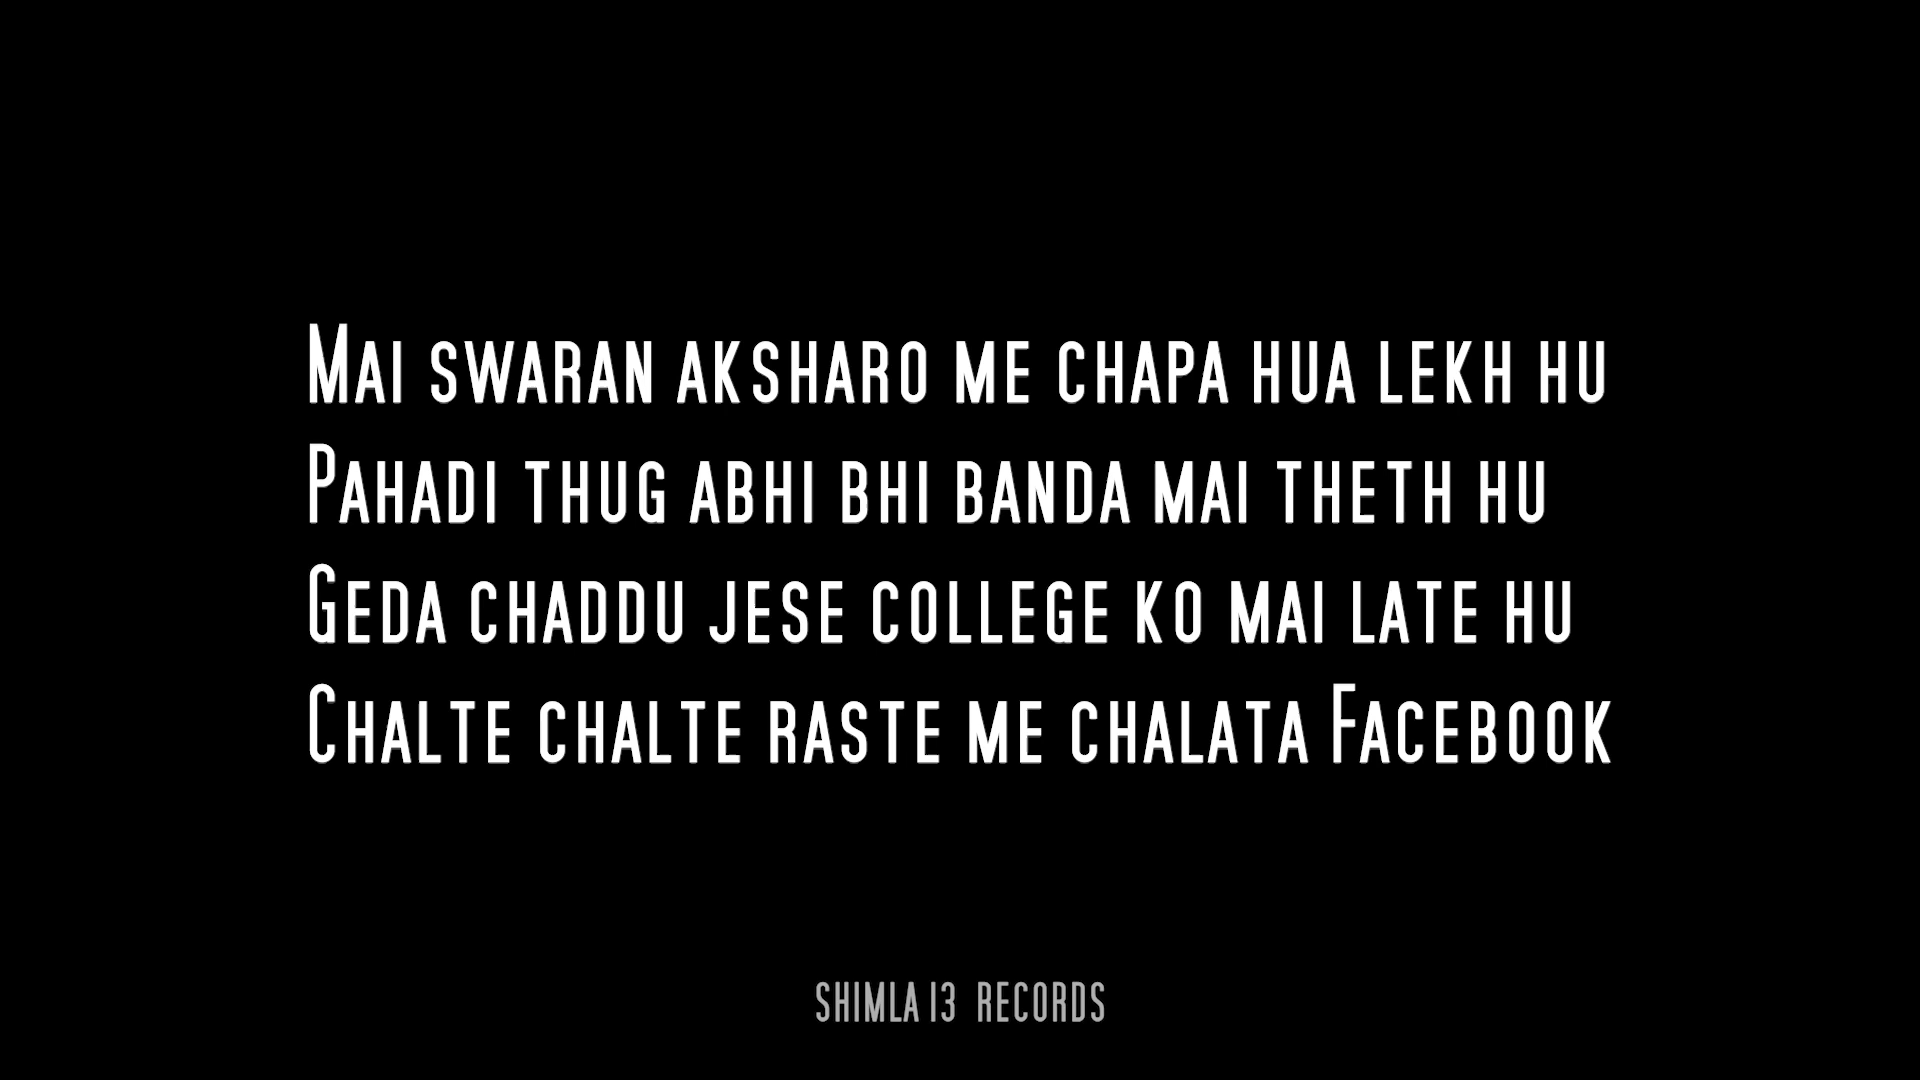 Mai swaran aksharo me chapa hua lekh hu
Pahadi thug abhi bhi banda mai theth hu
Geda chaddu jese college ko mai late hu
Chalte chalte raste me chalata Facebook
SHIMLA 13 RECORDS